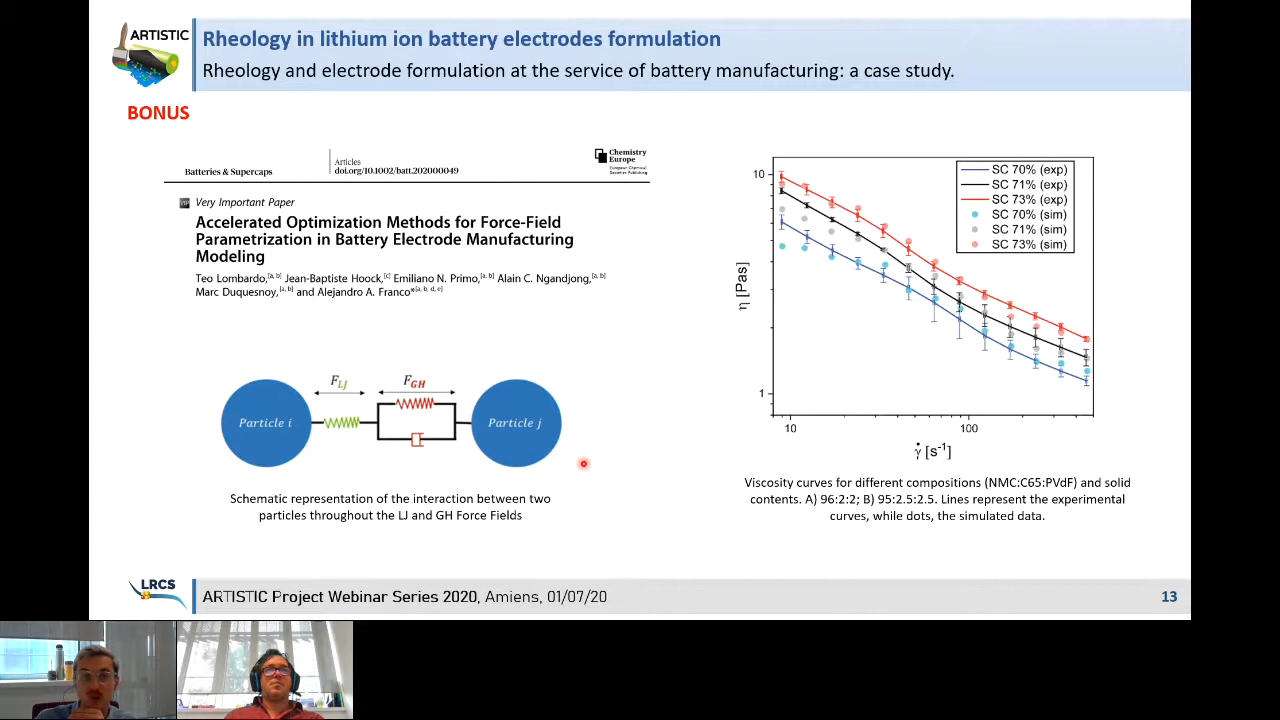 ARTISTIC
Rheology in lithium ion battery electrodes formulation
Rheology and electrode formulation at the service of battery manufacturing: a case study.
BONUS
Batteries & Supercaps
Articles
doi.org/10.1002/batt.202000049
Chemistry
Europe
European Chemical
Societies Publishing
VIP Very Important Paper
Accelerated Optimization Methods for Force-Field
Parametrization in Battery Electrode Manufacturing
Modeling
Teo Lombardo,[a, b] Jean-Baptiste Hoock,[c] Emiliano N. Primo,[a, b] Alain C. Ngandjong,[a, b]
Marc Duquesnoy,[a, b] and Alejandro A. Franco*[a, b, d, e]
F_LJ
F_GH
Particle i
Particle j
Schematic representation of the interaction between two
particles throughout the LJ and GH Force Fields
SC 70% (exp)
SC 71% (exp)
SC 73% (exp)
SC 70% (sim)
SC 71% (sim)
SC 73% (sim)
10
1
η [Pas]
10
100
γ̇ [s⁻¹]
Viscosity curves for different compositions (NMC:C65:PVdF) and solid
contents. A) 96:2:2; B) 95:2.5:2.5. Lines represent the experimental
curves, while dots, the simulated data.
LRCS
ARTISTIC Project Webinar Series 2020, Amiens, 01/07/20
13